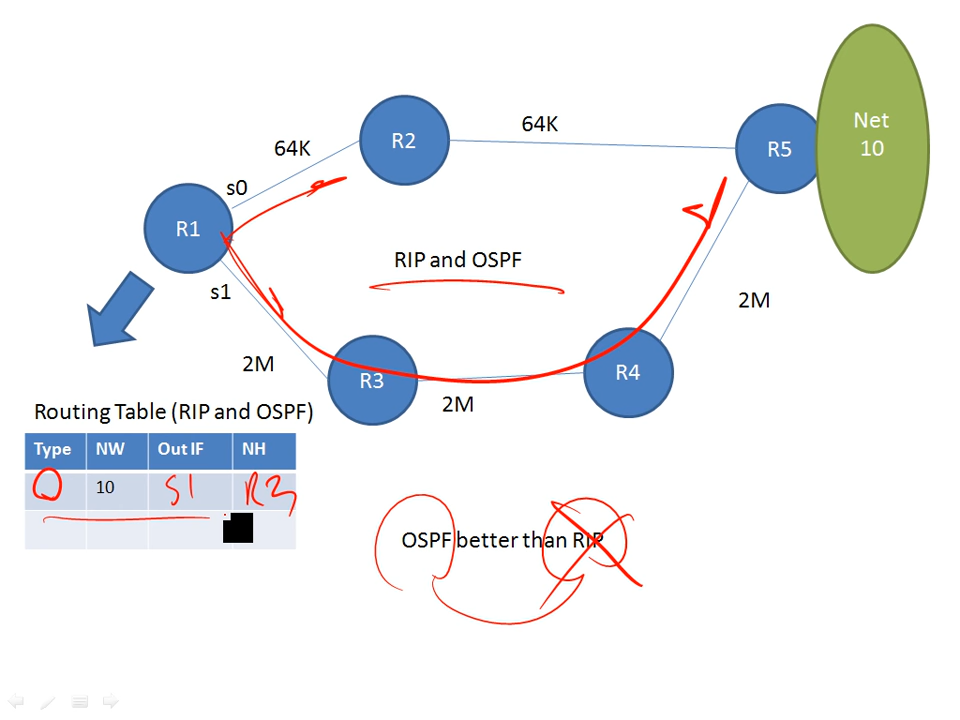 Net
10
64K
R2
R5
64K
s0
R1
RIP and OSPF
s1
2M
2M
R3
R4
2M
Routing Table (RIP and OSPF)
Type NW Out IF NH
O 10 S1 R3
OSPF better than RIP